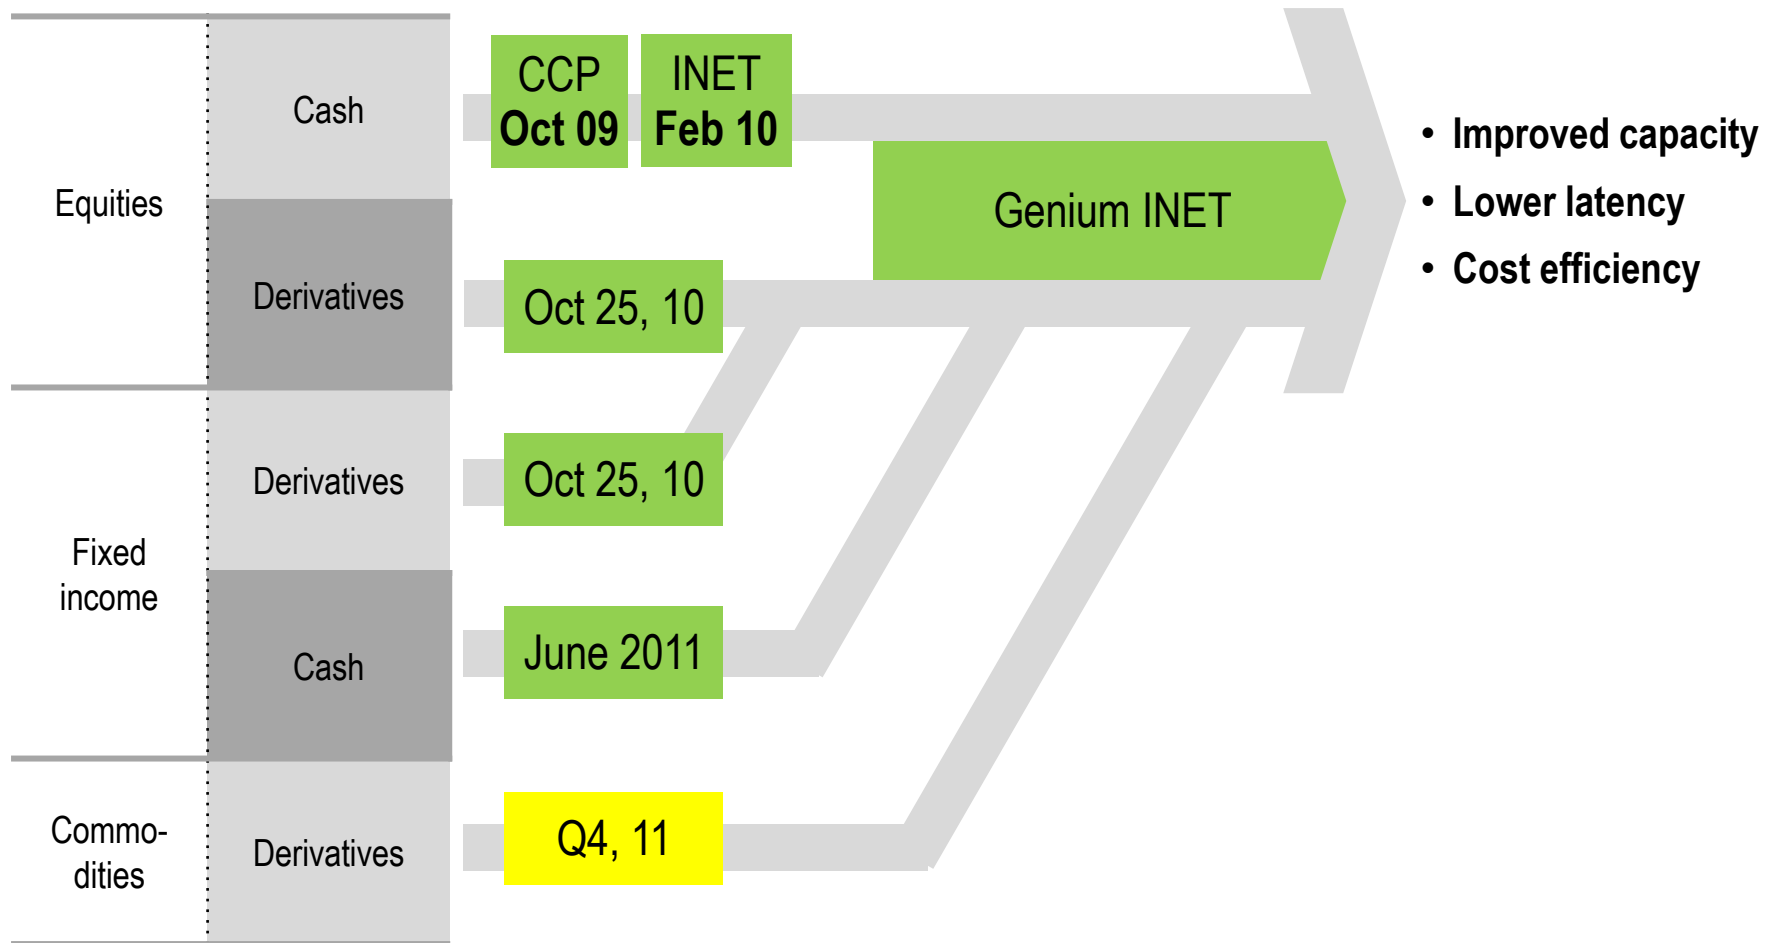 Equities
Cash
CCP
Oct 09
INET
Feb 10
Genium INET
Derivatives
Oct 25, 10
Fixed
income
Derivatives
Oct 25, 10
Cash
June 2011
Commo-
dities
Derivatives
Q4, 11
• Improved capacity
• Lower latency
• Cost efficiency